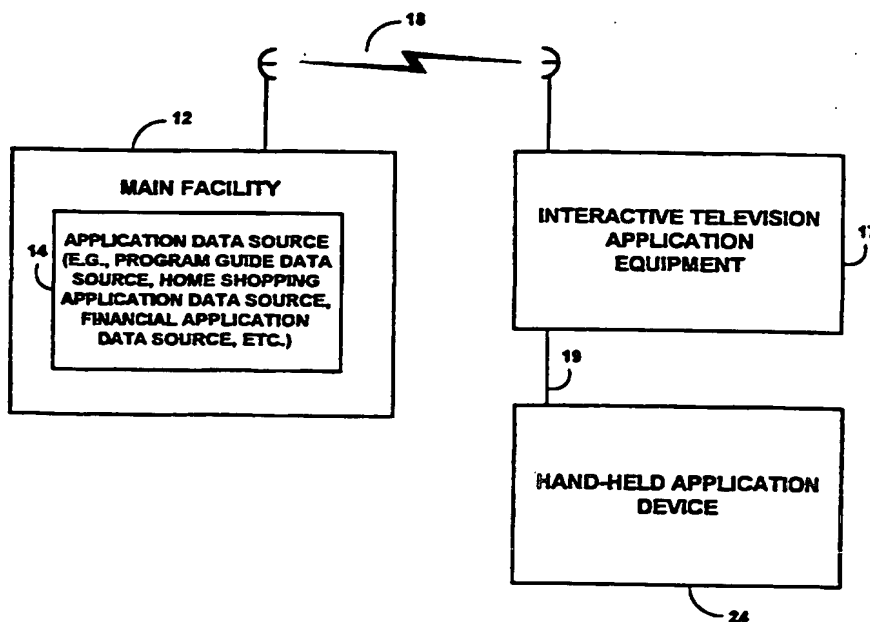 18
12
MAIN FACILITY
14
APPLICATION DATA SOURCE
(E.G., PROGRAM GUIDE DATA
SOURCE, HOME SHOPPING
APPLICATION DATA SOURCE,
FINANCIAL APPLICATION
DATA SOURCE, ETC.)
INTERACTIVE TELEVISION
APPLICATION
EQUIPMENT
17
19
HAND-HELD APPLICATION
DEVICE
24